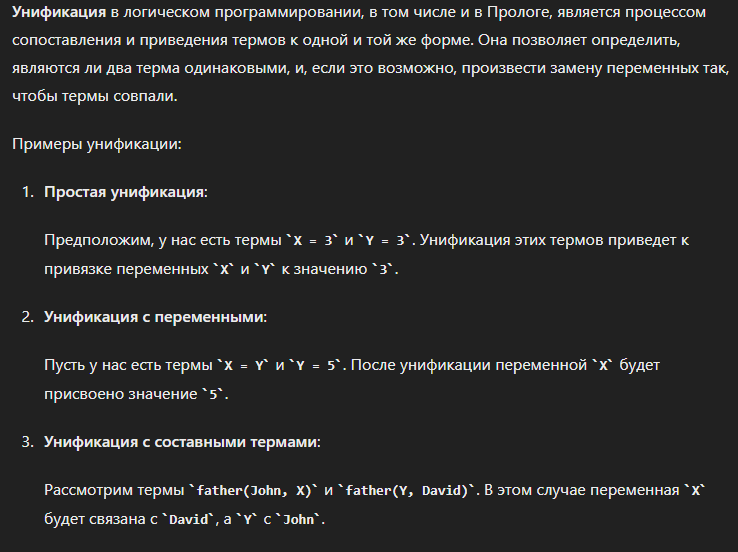 Унификация в логическом программировании, в том числе и в Прологе, является процессом
сопоставления и приведения термов к одной и той же форме. Она позволяет определить,
являются ли два терма одинаковыми, и, если это возможно, произвести замену переменных так,
чтобы термы совпали.
Примеры унификации:
1. Простая унификация:
Предположим, у нас есть термы `X = 3` и `Y = 3`. Унификация этих термов приведет к
привязке переменных `X` и `Y` к значению `3`.
2. Унификация с переменными:
Пусть у нас есть термы `X = Y` и `Y = 5`. После унификации переменной `X` будет
присвоено значение `5`.
3. Унификация с составными термами:
Рассмотрим термы `father(John, X)` и `father(Y, David)`. В этом случае переменная `X`
будет связана с `David`, а `Y` с `John`.